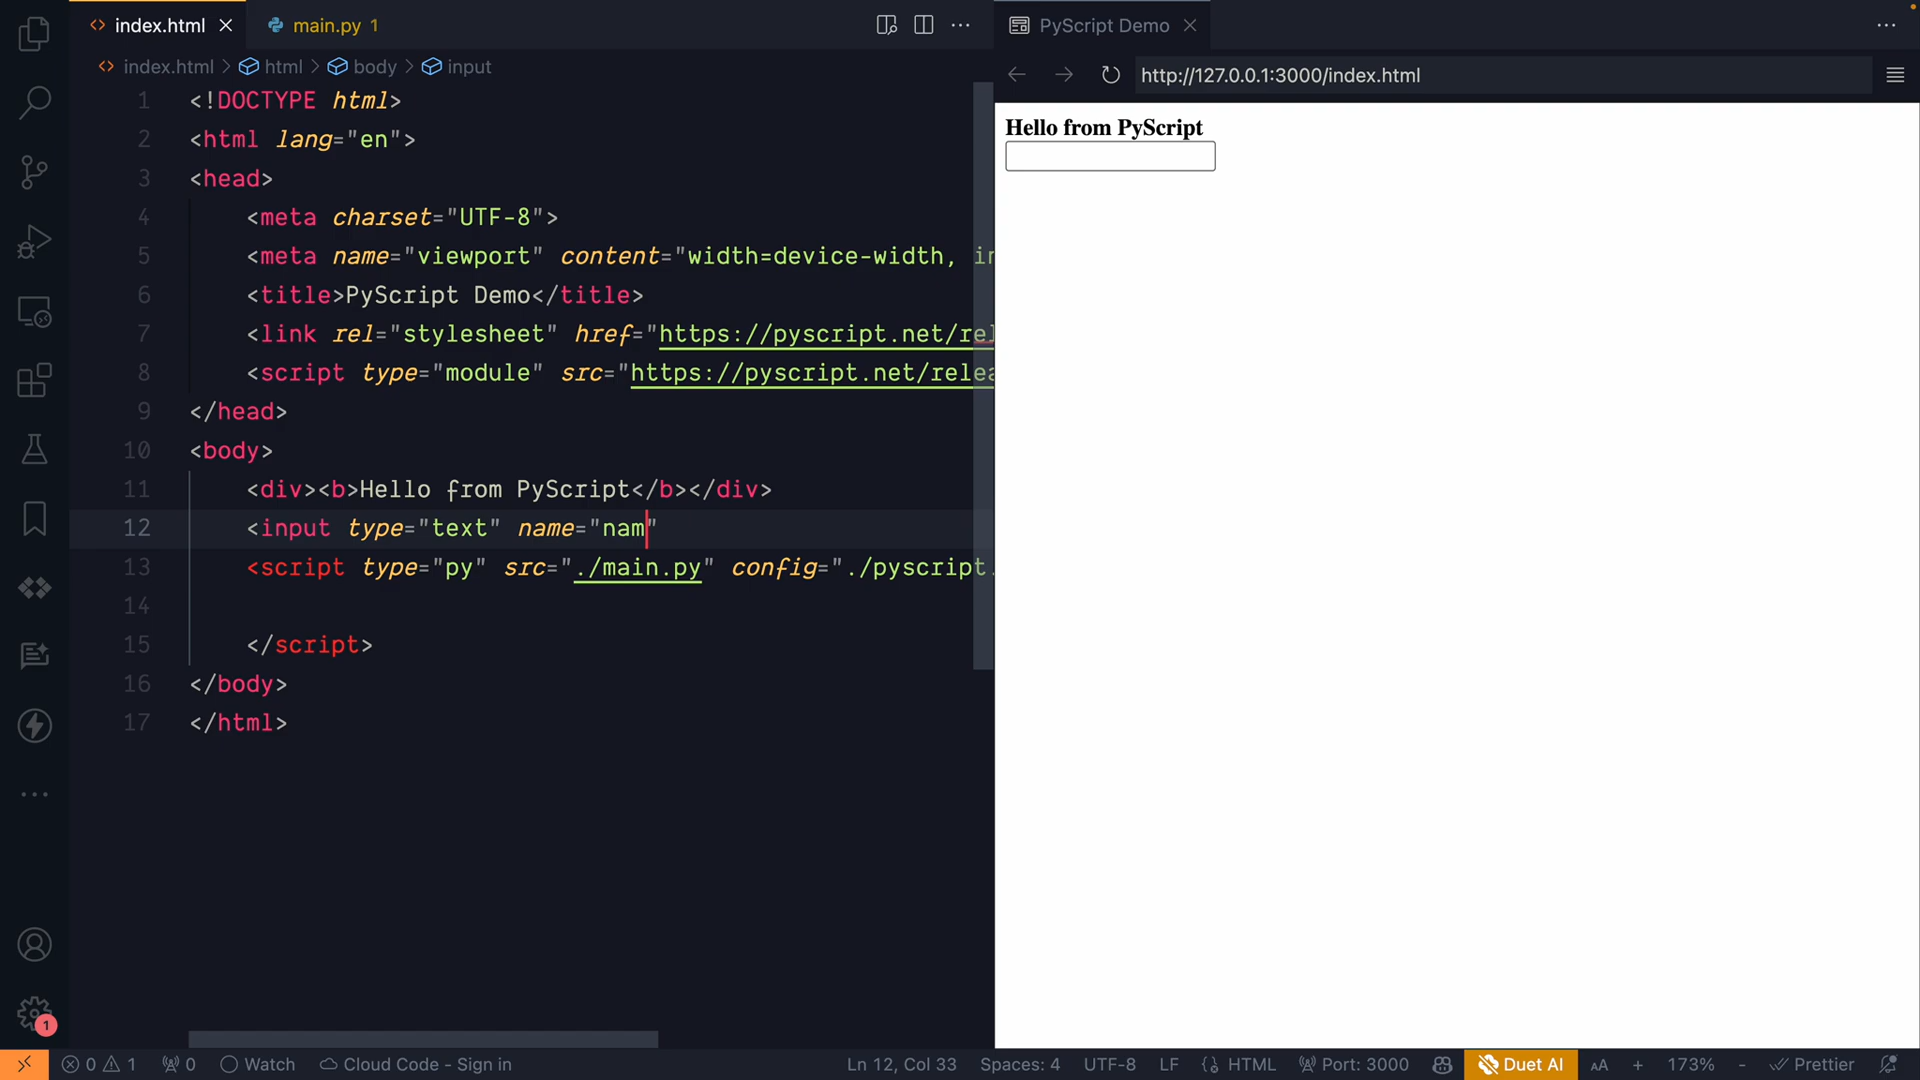 index.html
main.py 1
PyScript Demo
index.html > html > body > input
http://127.0.0.1:3000/index.html
1 <!DOCTYPE html>
2 <html lang="en">
3 <head>
4 <meta charset="UTF-8">
5 <meta name="viewport" content="width=device-width, in
6 <title>PyScript Demo</title>
7 <link rel="stylesheet" href="https://pyscript.net/rel
8 <script type="module" src="https://pyscript.net/relea
9 </head>
10 <body>
11 <div><b>Hello from PyScript</b></div>
12 <input type="text" name="nam"
13 <script type="py" src="./main.py" config="./pyscript.
14
15 </script>
16 </body>
17 </html>
Hello from PyScript
1
0 1 0 Watch Cloud Code - Sign in Ln 12, Col 33 Spaces: 4 UTF-8 LF {} HTML Port: 3000 Duet AI AA + 173% - Prettier